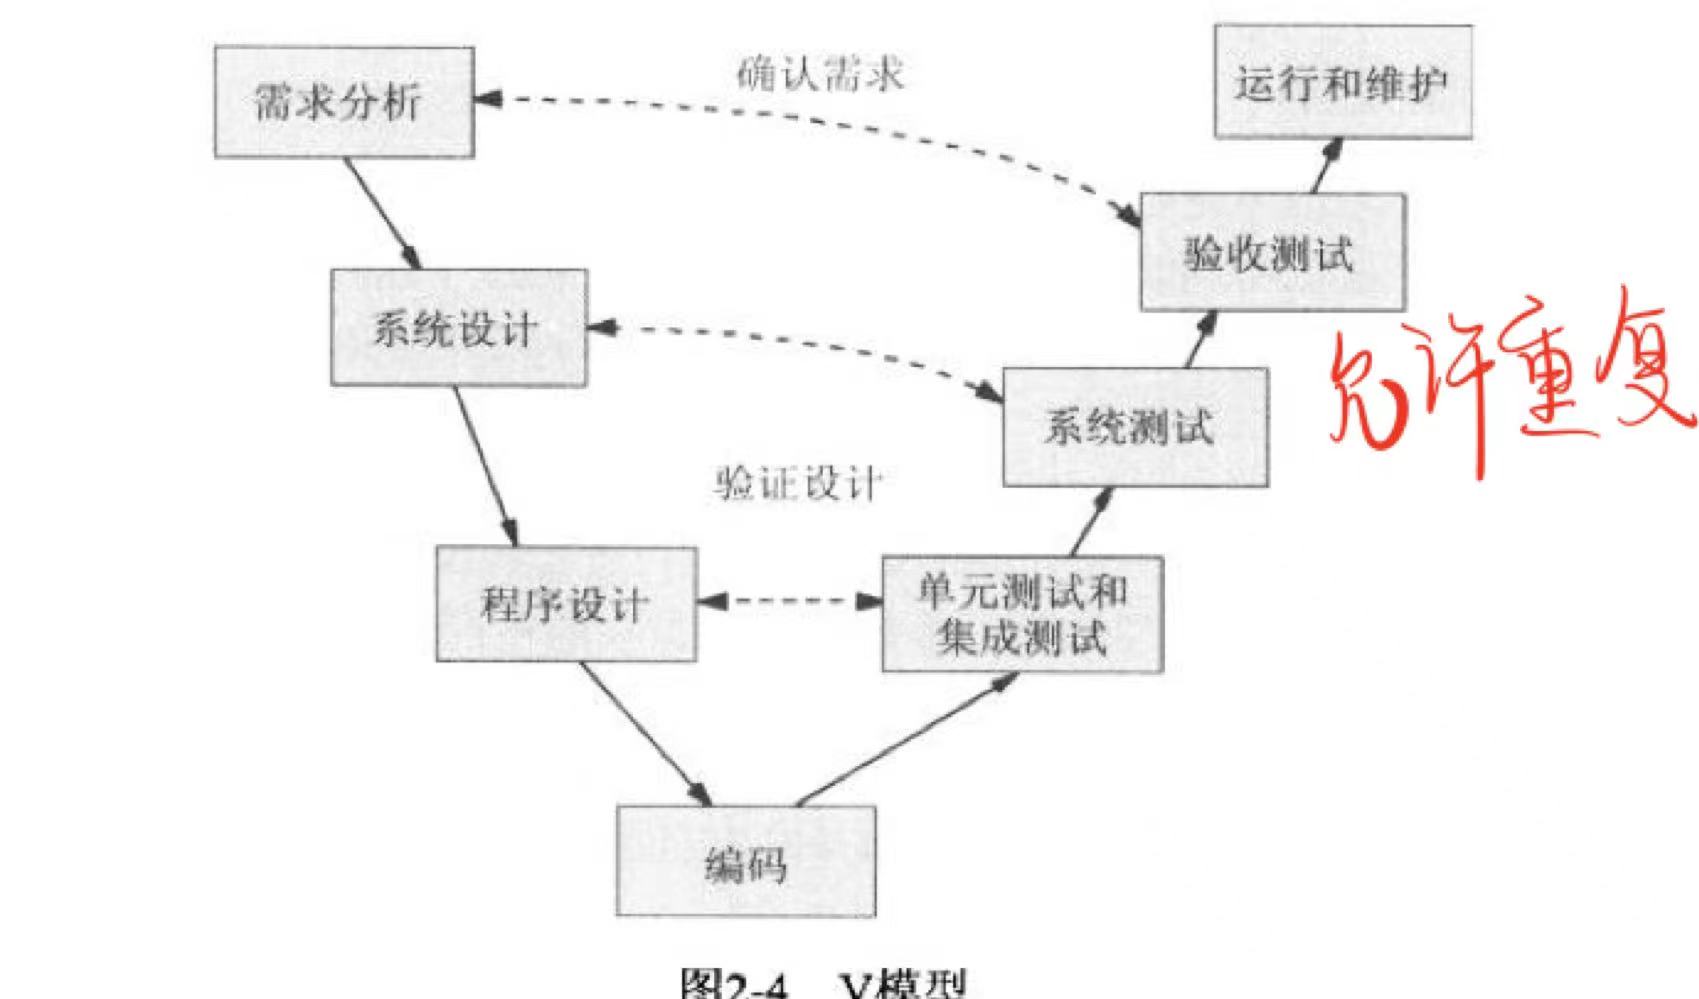 确认需求
需求分析
运行和维护
验收测试
允许重复
系统设计
系统测试
验证设计
程序设计
单元测试和
集成测试
编码
图2-4 V模型